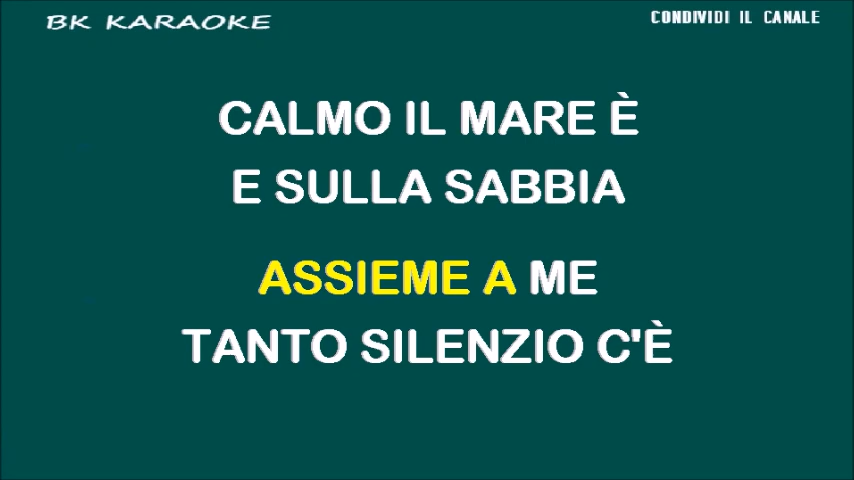 BK KARAOKE
CONDIVIDI IL CANALE
CALMO IL MARE È
E SULLA SABBIA
ASSIEME A ME
TANTO SILENZIO C'È